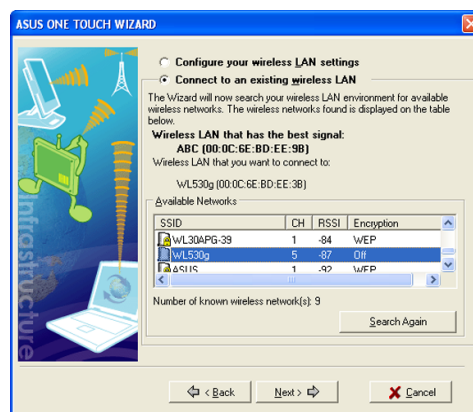 ASUS ONE TOUCH WIZARD
Configure your wireless LAN settings
Connect to an existing wireless LAN
The Wizard will now search your wireless LAN environment for available
wireless networks. The wireless networks found is displayed on the table
below.
Wireless LAN that has the best signal:
ABC (00:0C:6E:BD:EE:9B)
Wireless LAN that you want to connect to:
WL530g (00:0C:6E:BD:EE:3B)
Available Networks
SSID CH RSSI Encryption
WL30APG-39 1 -84 WEP
WL530g 5 -87 Off
ASUS 1 -92 WEP
Number of known wireless network(s): 9
Search Again
infrastructure
< Back Next > Cancel